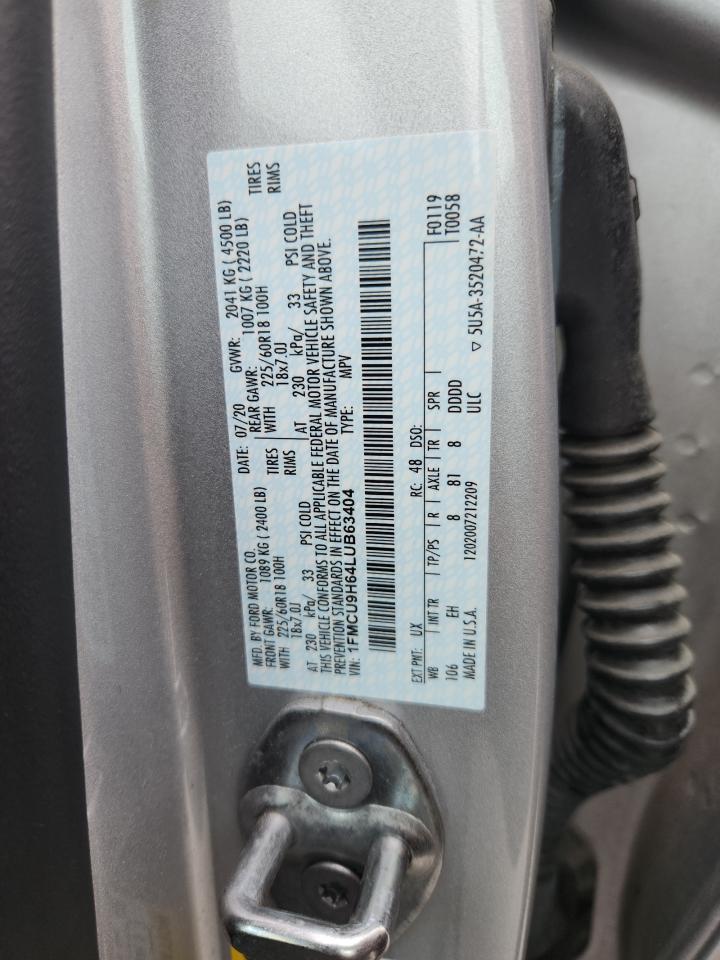 MFD. BY FORD MOTOR CO. DATE: 07/20 GVWR: 2041 KG ( 4500 LB)
FRONT GAWR: 1089 KG (2400 LB) REAR GAWR: 1007 KG ( 2220 LB)
WITH 225/60R18 100H TIRES WITH 225/60R18 100H TIRES
18x7.0J RIMS 18x7.0J RIMS
AT 230 kPa/ 33 PSI COLD AT 230 kPa/ 33 PSI COLD
THIS VEHICLE CONFORMS TO ALL APPLICABLE FEDERAL MOTOR VEHICLE SAFETY AND THEFT
PREVENTION STANDARDS IN EFFECT ON THE DATE OF MANUFACTURE SHOWN ABOVE.
VIN: 1FMCU9H64LUB63404 TYPE: MPV
EXT PNT: UX RC: 48 DSO: F0119
WB INT TR TP/PS R AXLE TR SPR T0058
106 EH 8 81 8 DDDD
MADE IN U.S.A. 1202007212209 ULC ▽ 5U5A-3520472-AA